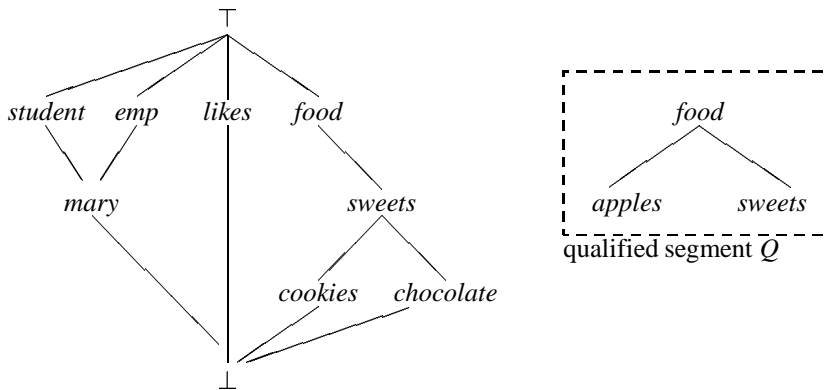 ⊤
student emp likes food
food
mary sweets
apples sweets
qualified segment Q
cookies chocolate
⊥